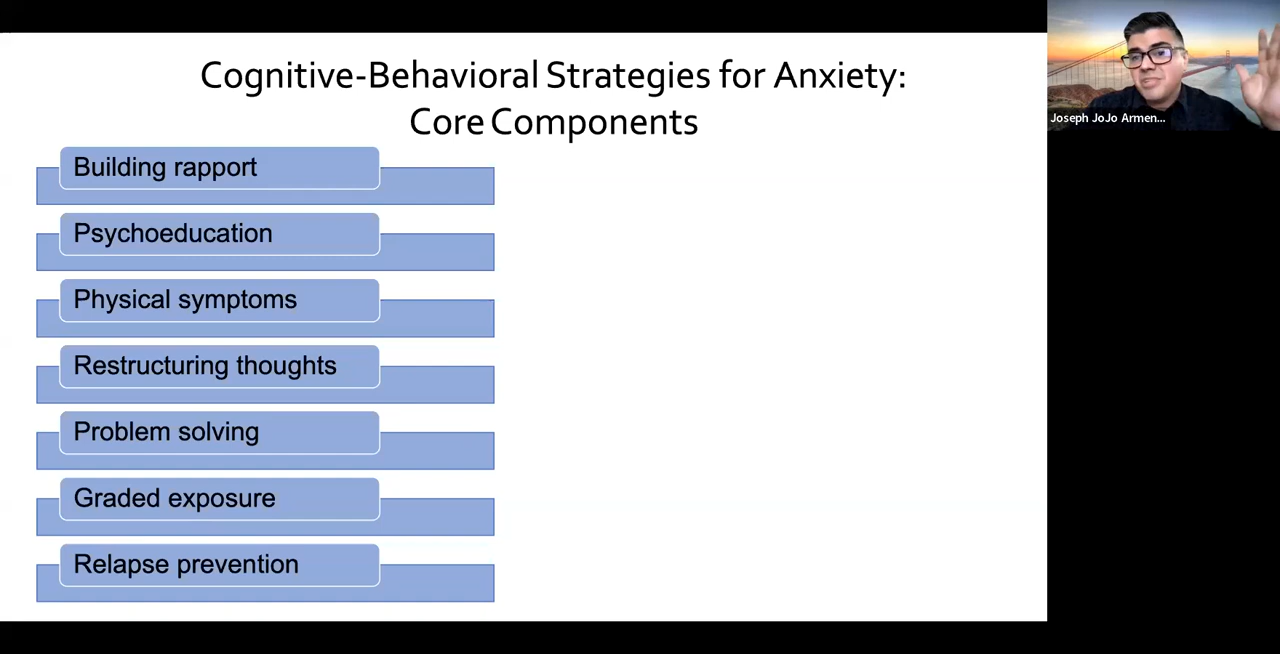 Cognitive-Behavioral Strategies for Anxiety:
Core Components
Building rapport
Psychoeducation
Physical symptoms
Restructuring thoughts
Problem solving
Graded exposure
Relapse prevention
Joseph JoJo Armen...